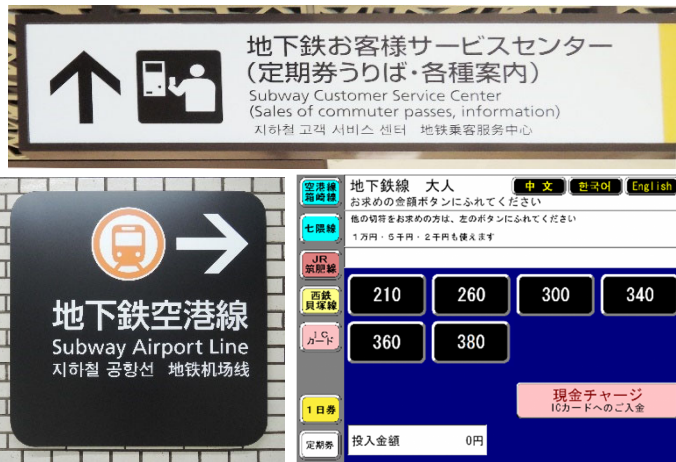 地下鉄お客様サービスセンター
（定期券うりば・各種案内）
Subway Customer Service Center
(Sales of commuter passes, information)
지하철 고객 서비스 센터 地铁乘客服务中心
地下鉄空港線
Subway Airport Line
지하철 공항선 地铁机场线
空港線
箱崎線
七隈線
JR
筑肥線
西鉄
貝塚線
ICカード
1日券
定期券
地下鉄線 大人
中文 한국어 English
お求めの金額ボタンにふれてください
他の切符をお求めの方は、左のボタンにふれてください
1万円・5千円・2千円も使えます
210 260 300 340
360 380
現金チャージ
ICカードへのご入金
投入金額 0円